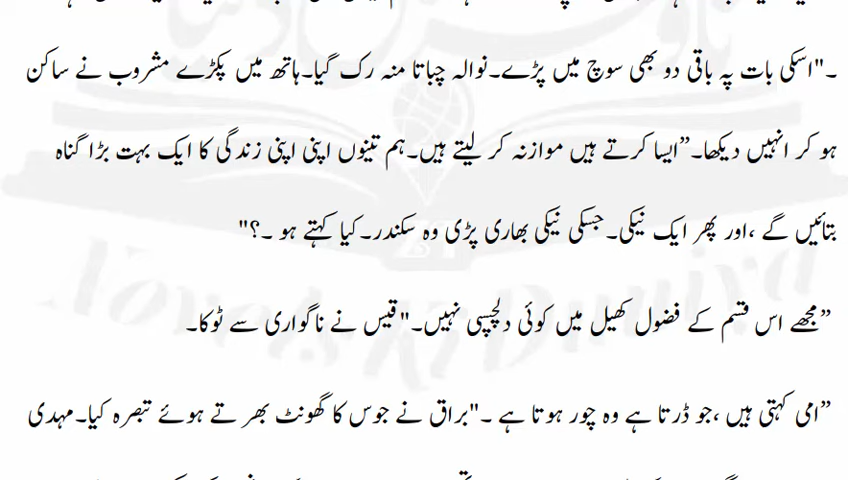 ۔"اسکی بات پہ باقی دو بھی سوچ میں پڑے۔نوالہ چباتا منہ رک گیا۔ہاتھ میں پکڑے مشروب نے ساکن
ہو کر انہیں دیکھا۔”ایسا کرتے ہیں موازنہ کر لیتے ہیں۔ہم تینوں اپنی اپنی زندگی کا ایک بہت بڑا گناہ
بتائیں گے ،اور پھر ایک نیکی۔جسکی نیکی بھاری پڑی وہ سکندر۔کیا کہتے ہو ۔؟"
”مجھے اس قسم کے فضول کھیل میں کوئی دلچسپی نہیں۔"قیس نے ناگواری سے ٹوکا۔
”امی کہتی ہیں ،جو ڈرتا ہے وہ چور ہوتا ہے ۔"براق نے جوس کا گھونٹ بھرتے ہوئے تبصرہ کیا۔مہدی
Novels Ki Duniya